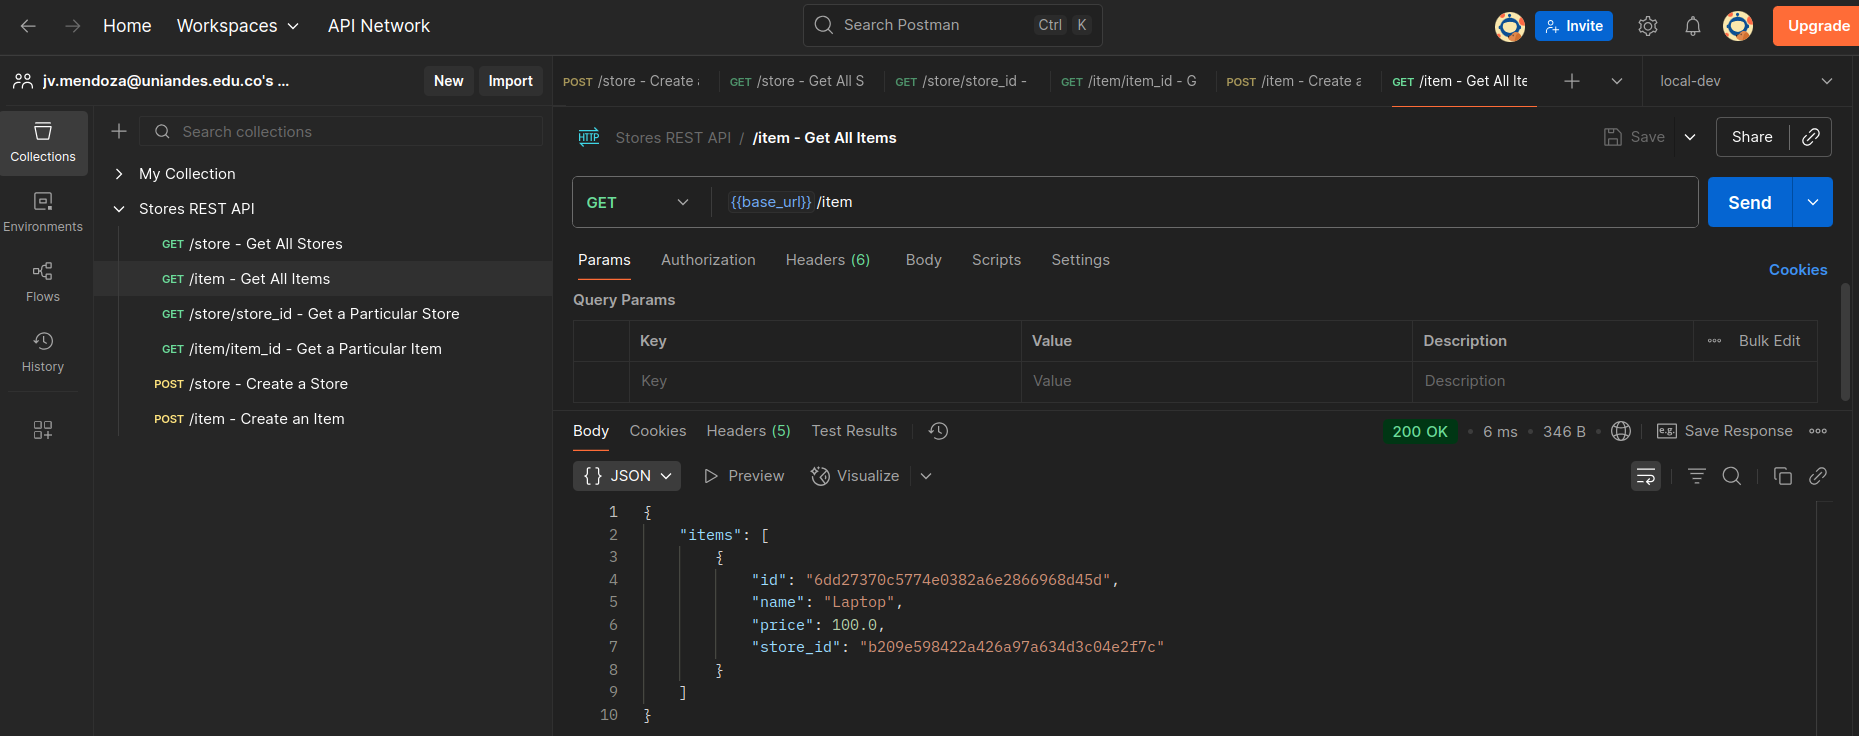 Home Workspaces API Network Search Postman Ctrl K Invite Upgrade
jv.mendoza@uniandes.edu.co's ... New Import
POST /store - Create a GET /store - Get All S GET /store/store_id - GET /item/item_id - G POST /item - Create a GET /item - Get All Ite local-dev
Collections
Environments
Flows
History
Search collections
My Collection
Stores REST API
GET /store - Get All Stores
GET /item - Get All Items
GET /store/store_id - Get a Particular Store
GET /item/item_id - Get a Particular Item
POST /store - Create a Store
POST /item - Create an Item
HTTP Stores REST API / /item - Get All Items Save Share
GET {{base_url}} /item Send
Params Authorization Headers (6) Body Scripts Settings Cookies
Query Params
Key Value Description Bulk Edit
Key Value Description
Body Cookies Headers (5) Test Results 200 OK • 6 ms • 346 B • e.g. Save Response
{} JSON Preview Visualize
1 {
2 "items": [
3 {
4 "id": "6dd27370c5774e0382a6e2866968d45d",
5 "name": "Laptop",
6 "price": 100.0,
7 "store_id": "b209e598422a426a97a634d3c04e2f7c"
8 }
9 ]
10 }